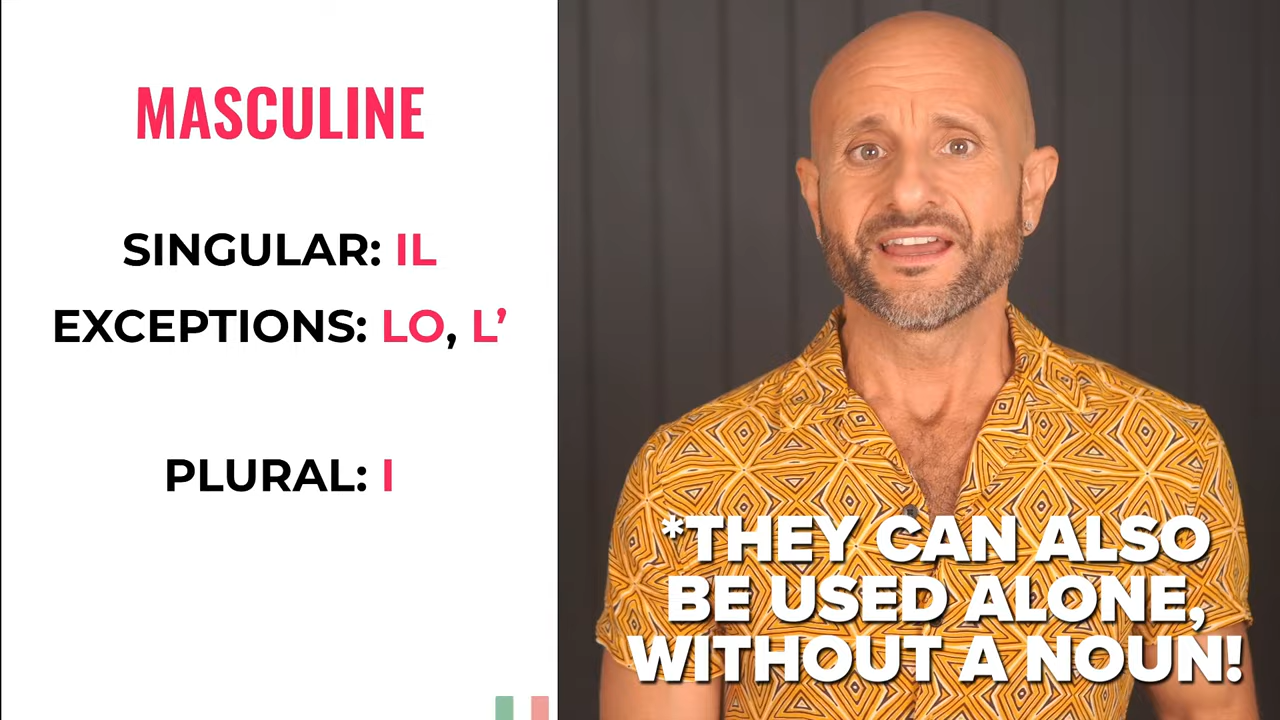 MASCULINE
SINGULAR: IL
EXCEPTIONS: LO, L’
PLURAL: I
*THEY CAN ALSO
BE USED ALONE,
WITHOUT A NOUN!